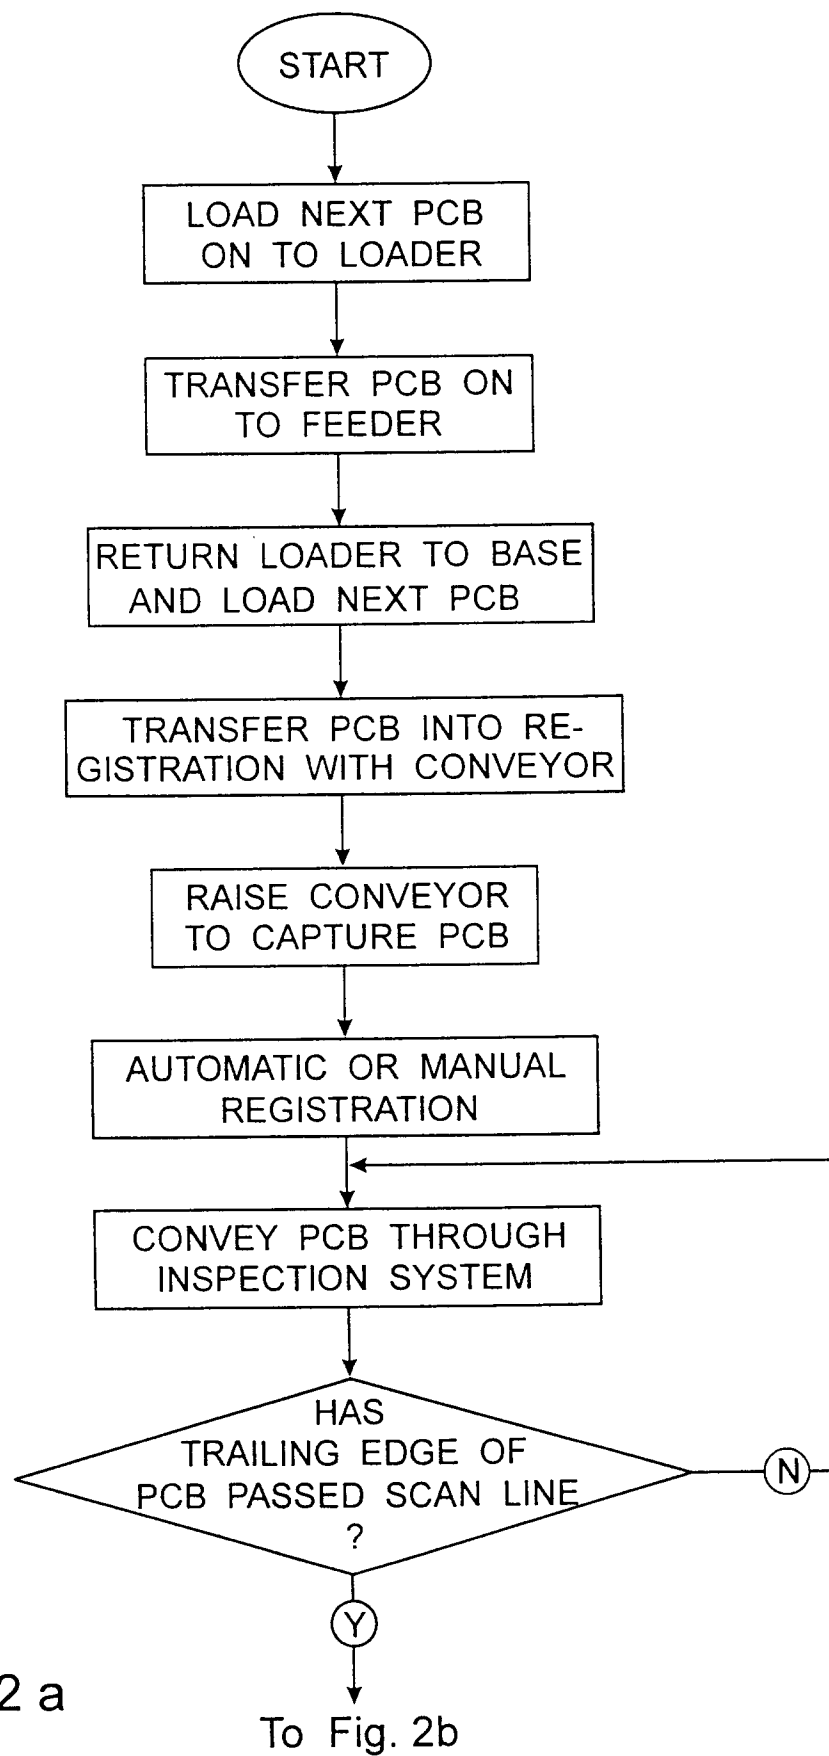 START
LOAD NEXT PCB
ON TO LOADER
TRANSFER PCB ON
TO FEEDER
RETURN LOADER TO BASE
AND LOAD NEXT PCB
TRANSFER PCB INTO RE-
GISTRATION WITH CONVEYOR
RAISE CONVEYOR
TO CAPTURE PCB
AUTOMATIC OR MANUAL
REGISTRATION
CONVEY PCB THROUGH
INSPECTION SYSTEM
HAS
TRAILING EDGE OF
PCB PASSED SCAN LINE
?
N
Y
2 a
To Fig. 2b